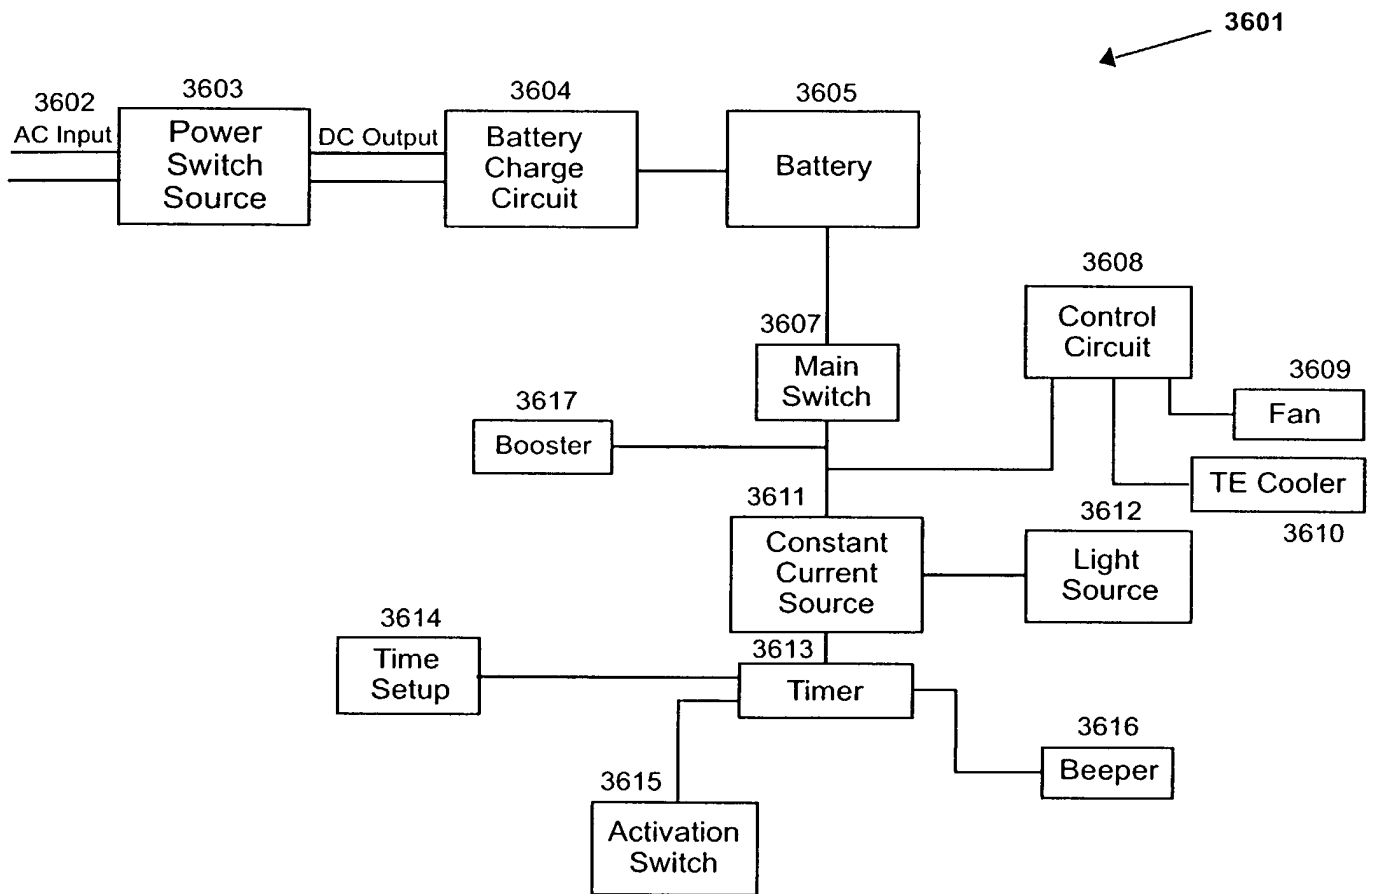 3601
3602
AC Input
3603
Power
Switch
Source
DC Output
3604
Battery
Charge
Circuit
3605
Battery
3608
Control
Circuit
3607
Main
Switch
3609
Fan
3617
Booster
TE Cooler
3610
3611
Constant
Current
Source
3612
Light
Source
3614
Time
Setup
3613
Timer
3616
Beeper
3615
Activation
Switch